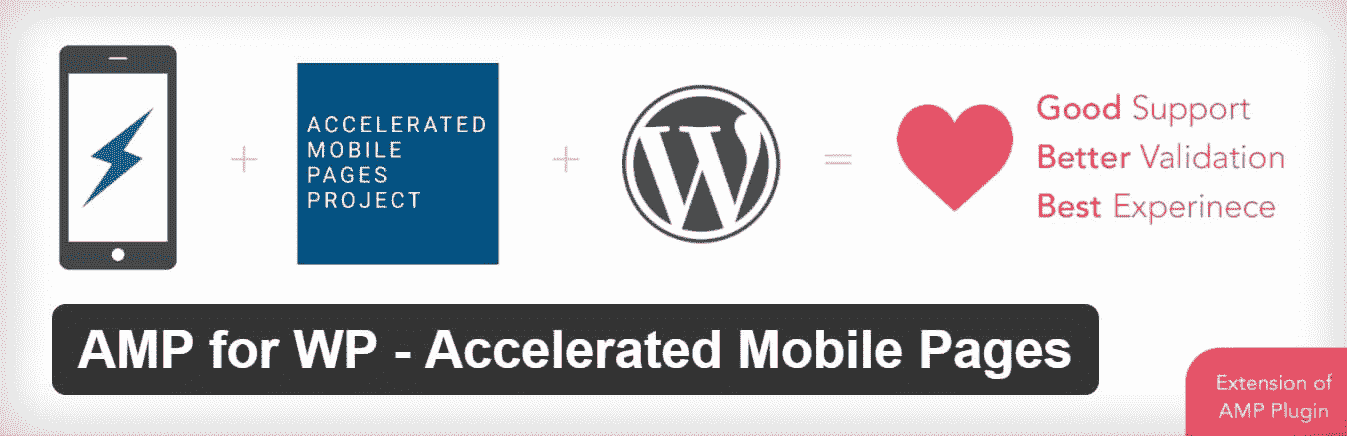 ACCELERATED
MOBILE
PAGES
PROJECT
+
+
W
=
Good Support
Better Validation
Best Experinece
AMP for WP - Accelerated Mobile Pages
Extension of
AMP Plugin